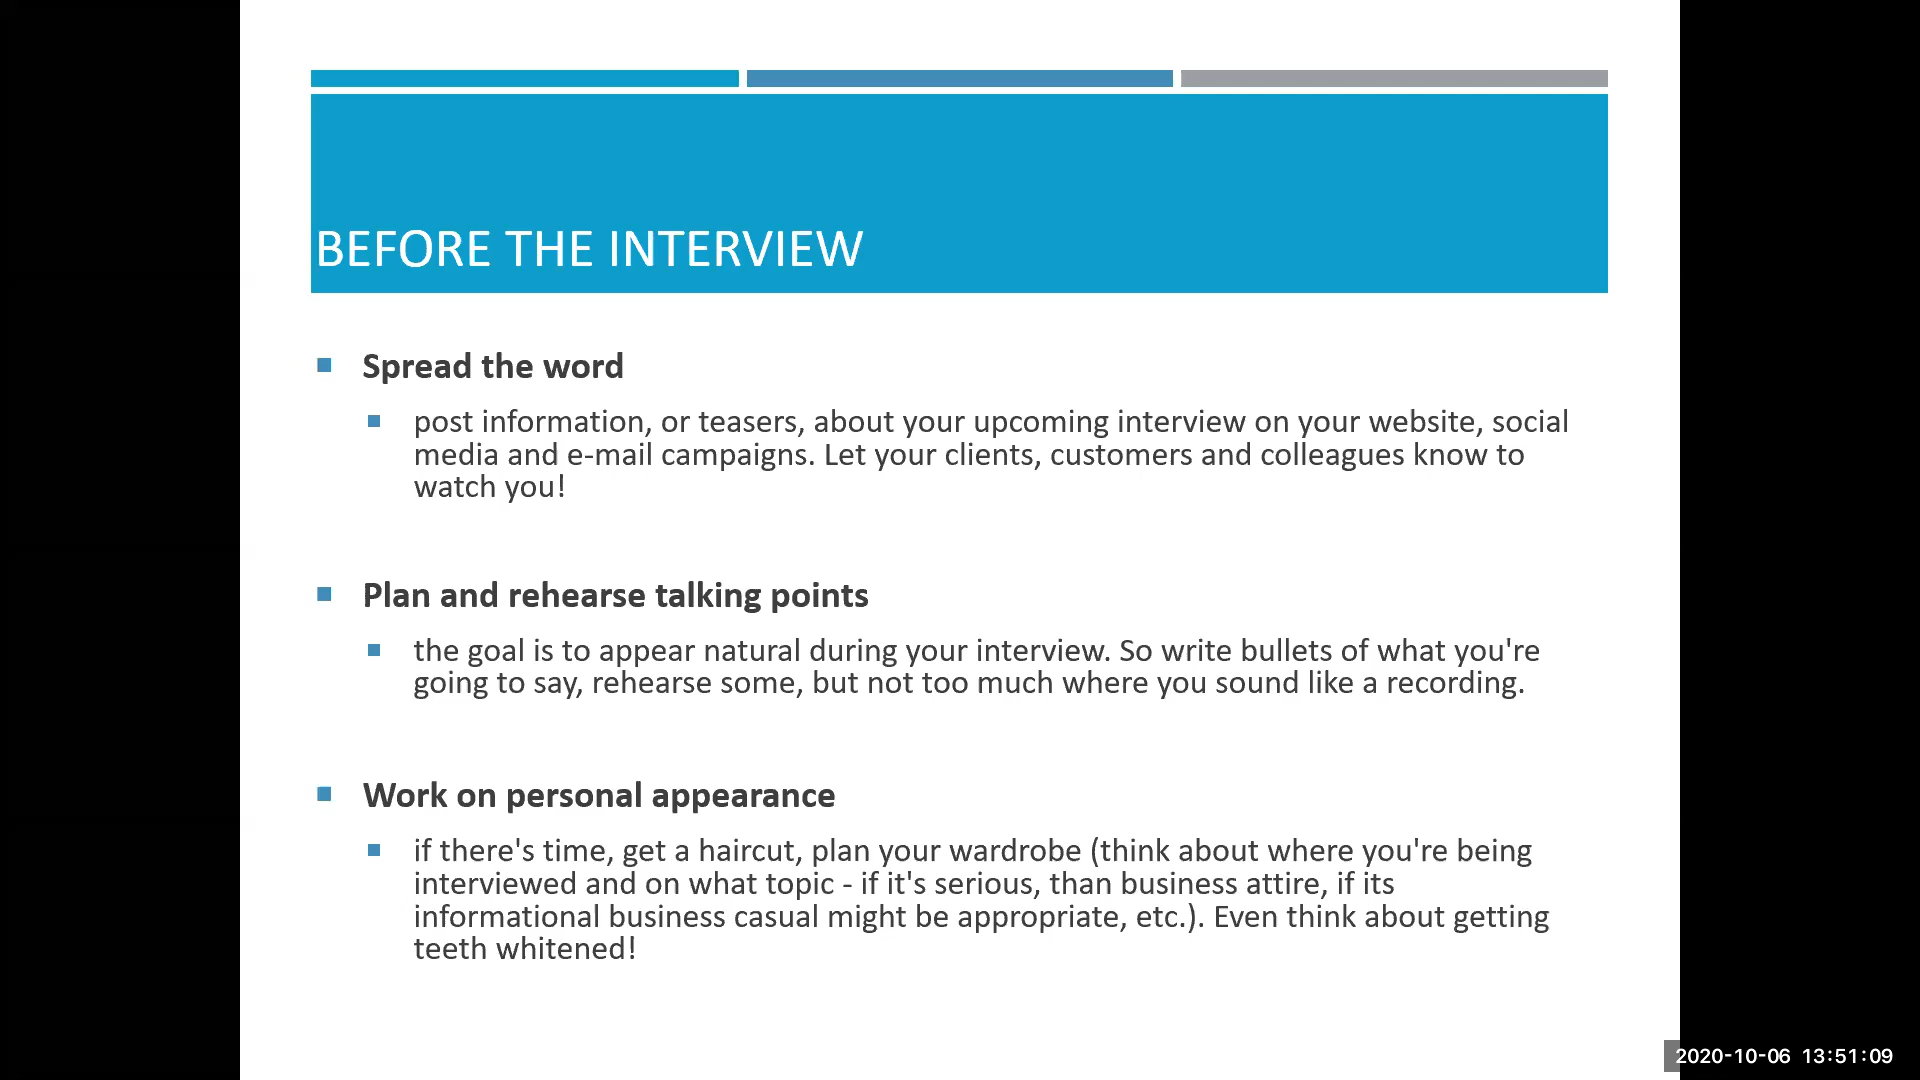 BEFORE THE INTERVIEW
Spread the word
post information, or teasers, about your upcoming interview on your website, social
media and e-mail campaigns. Let your clients, customers and colleagues know to
watch you!
Plan and rehearse talking points
the goal is to appear natural during your interview. So write bullets of what you're
going to say, rehearse some, but not too much where you sound like a recording.
Work on personal appearance
if there's time, get a haircut, plan your wardrobe (think about where you're being
interviewed and on what topic - if it's serious, than business attire, if its
informational business casual might be appropriate, etc.). Even think about getting
teeth whitened!
2020-10-06 13:51:09